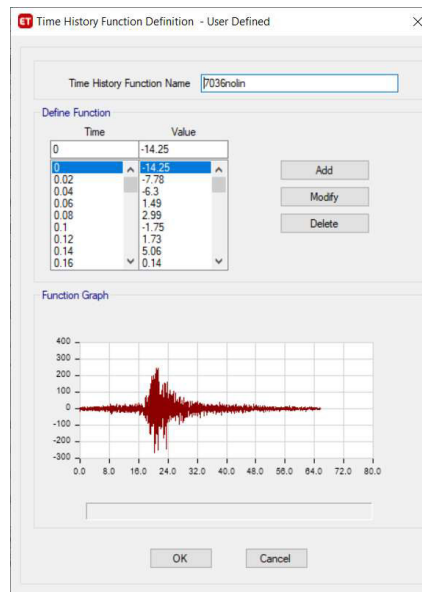 ET Time History Function Definition - User Defined
Time History Function Name 7036nolin
Define Function
Time Value
0 -14.25
0 -14.25
0.02 -7.78
0.04 -6.3
0.06 1.49
0.08 2.99
0.1 -1.75
0.12 1.73
0.14 5.06
0.16 0.14
Add
Modify
Delete
Function Graph
400
300
200
100
0
-100
-200
-300
0.0 8.0 16.0 24.0 32.0 40.0 48.0 56.0 64.0 72.0 80.0
OK Cancel